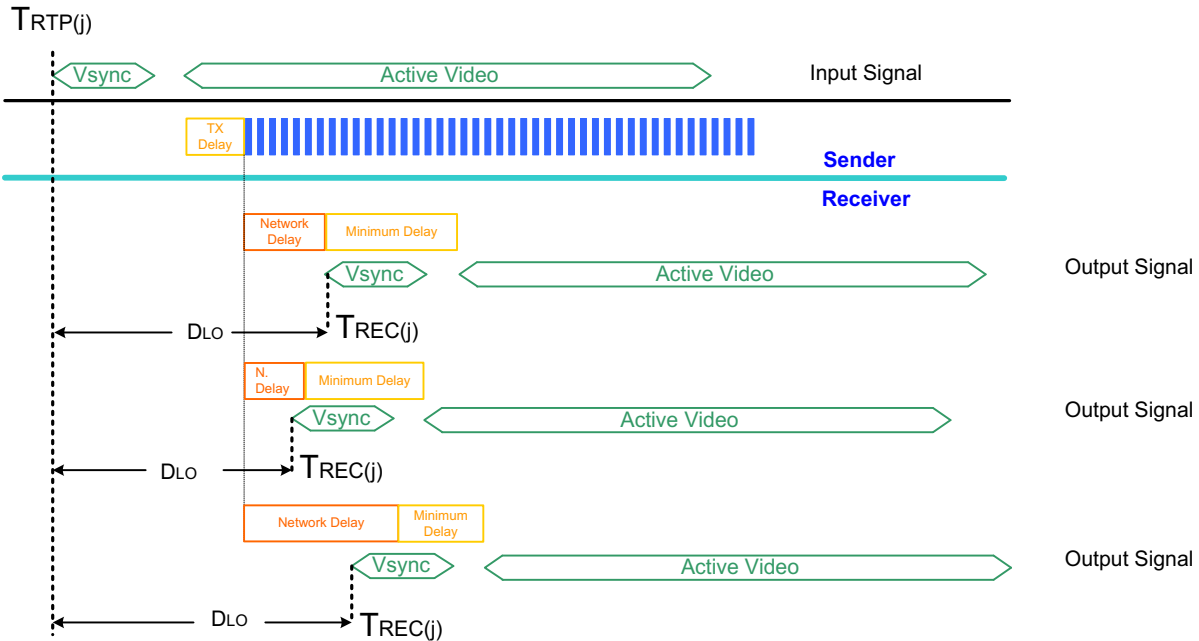 TRTP(j)
Vsync
Active Video
Input Signal
TX
Delay
Sender
Receiver
Network
Delay
Minimum Delay
Vsync
Active Video
Output Signal
DLO
TREC(j)
N.
Delay
Minimum Delay
Vsync
Active Video
Output Signal
DLO
TREC(j)
Network Delay
Minimum
Delay
Vsync
Active Video
Output Signal
DLO
TREC(j)